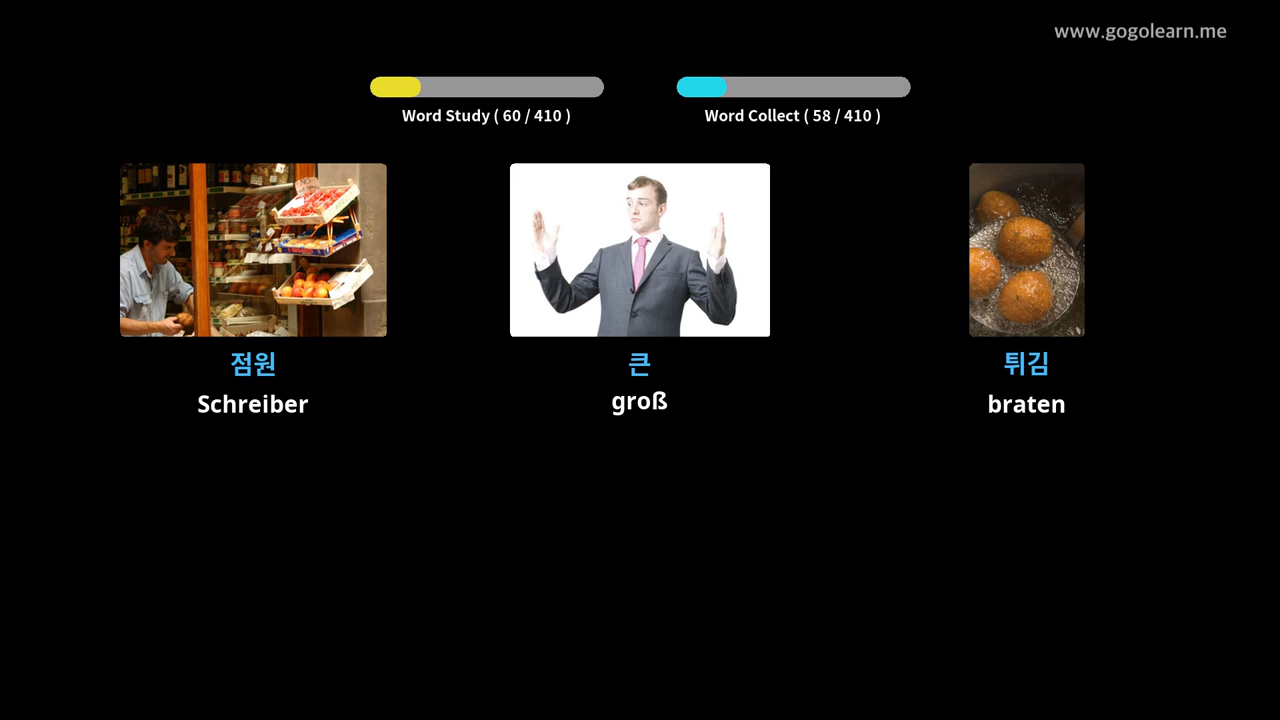 www.gogolearn.me
Word Study ( 60 / 410 )
Word Collect ( 58 / 410 )
점원
Schreiber
큰
groß
튀김
braten